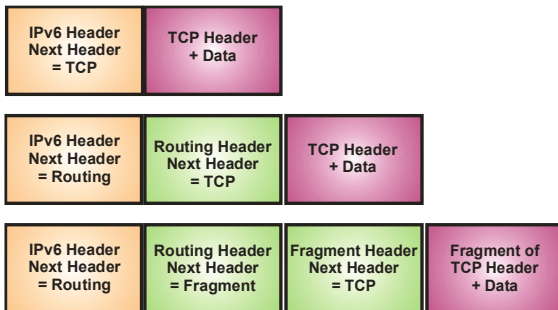 IPv6 Header
Next Header
= TCP
TCP Header
+ Data
IPv6 Header
Next Header
= Routing
Routing Header
Next Header
= TCP
TCP Header
+ Data
IPv6 Header
Next Header
= Routing
Routing Header
Next Header
= Fragment
Fragment Header
Next Header
= TCP
Fragment of
TCP Header
+ Data